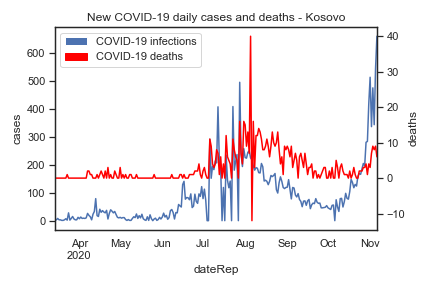 New COVID-19 daily cases and deaths - Kosovo
COVID-19 infections
COVID-19 deaths
600
500
400
300
200
100
0
cases
40
30
20
10
0
−10
deaths
Apr
2020
May
Jun
Jul
Aug
Sep
Oct
Nov
dateRep